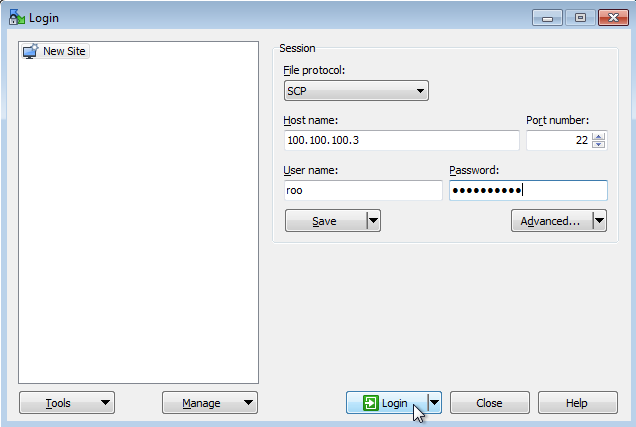 Login
New Site
Session
File protocol:
SCP
Host name:
Port number:
100.100.100.3
22
User name:
Password:
roo
●●●●●●●●●●
Save
Advanced...
Tools
Manage
Login
Close
Help